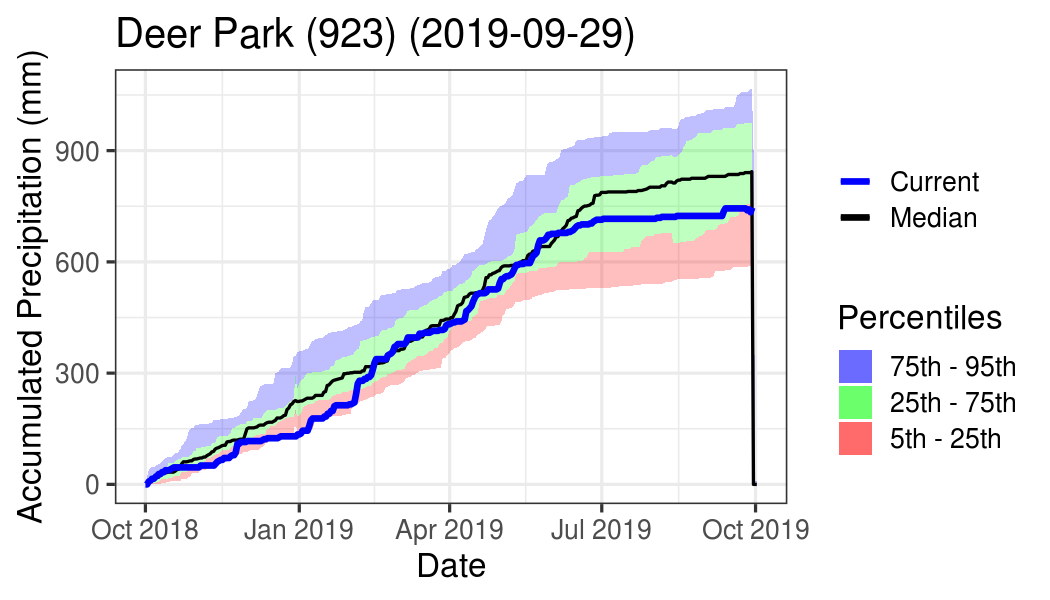 Deer Park (923) (2019-09-29)
Accumulated Precipitation (mm)
900
600
300
0
Oct 2018
Jan 2019
Apr 2019
Jul 2019
Oct 2019
Date
Current
Median
Percentiles
75th - 95th
25th - 75th
5th - 25th